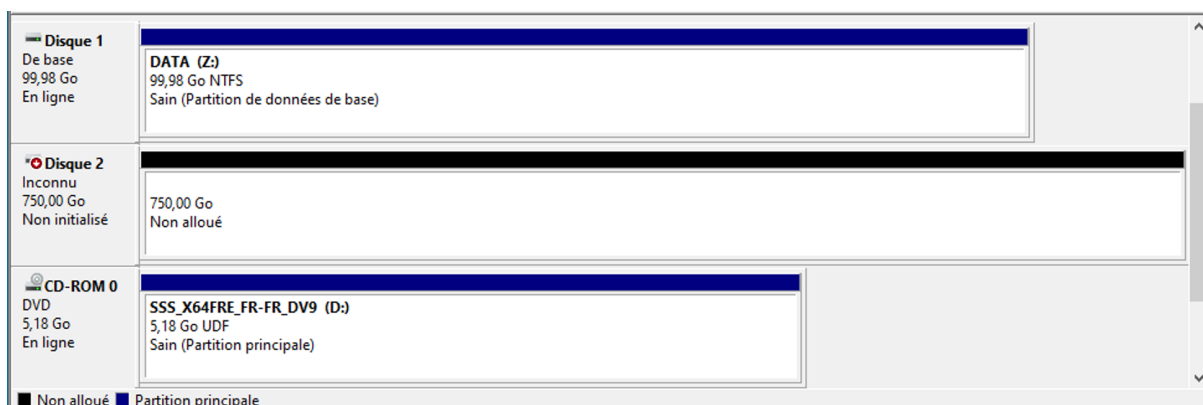 Disque 1
De base
99,98 Go
En ligne
DATA (Z:)
99,98 Go NTFS
Sain (Partition de données de base)
Disque 2
Inconnu
750,00 Go
Non initialisé
750,00 Go
Non alloué
CD-ROM 0
DVD
5,18 Go
En ligne
SSS_X64FRE_FR-FR_DV9 (D:)
5,18 Go UDF
Sain (Partition principale)
Non alloué Partition principale